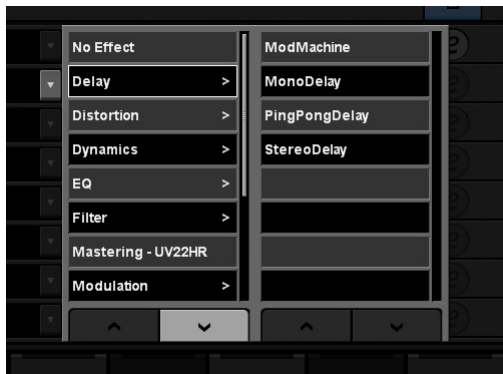 No Effect
Delay >
Distortion >
Dynamics >
EQ >
Filter >
Mastering - UV22HR
Modulation >
ModMachine
MonoDelay
PingPongDelay
StereoDelay